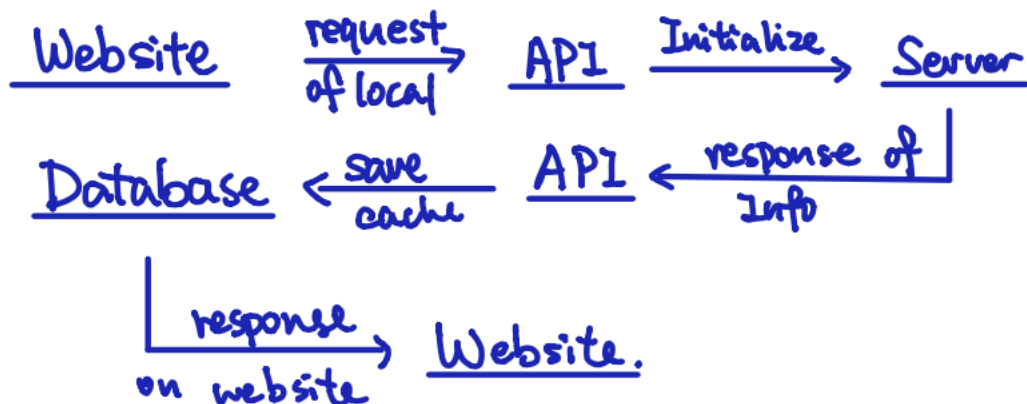 Website request of local API Initialize Server
Database save cache API response of Info
response on website Website.